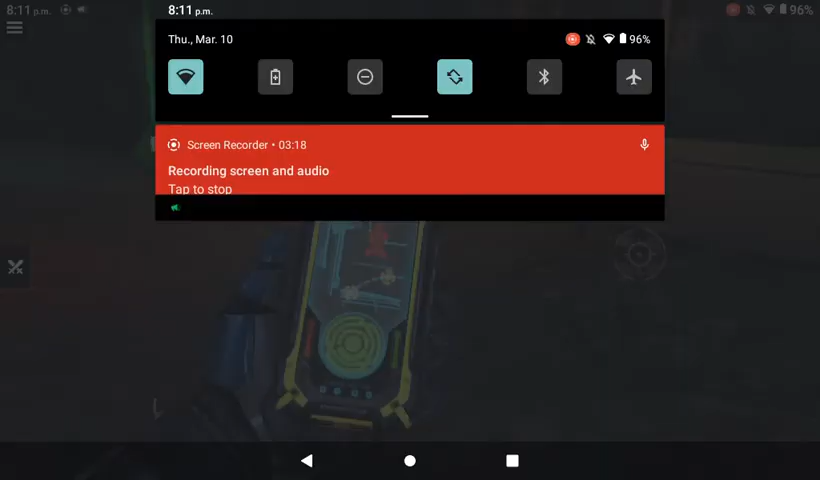 8:11 p.m.
8:11 p.m.
96%
Thu., Mar. 10
96%
Screen Recorder • 03:18
Recording screen and audio
Tap to stop